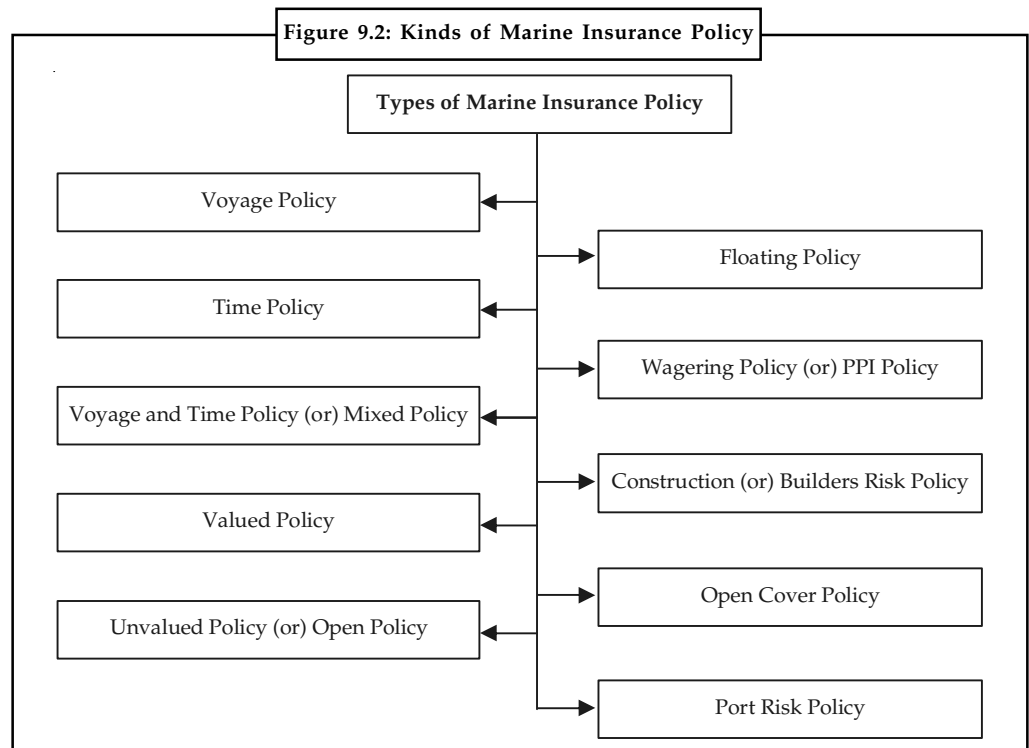 Figure 9.2: Kinds of Marine Insurance Policy
Types of Marine Insurance Policy
Voyage Policy
Floating Policy
Time Policy
Wagering Policy (or) PPI Policy
Voyage and Time Policy (or) Mixed Policy
Construction (or) Builders Risk Policy
Valued Policy
Open Cover Policy
Unvalued Policy (or) Open Policy
Port Risk Policy